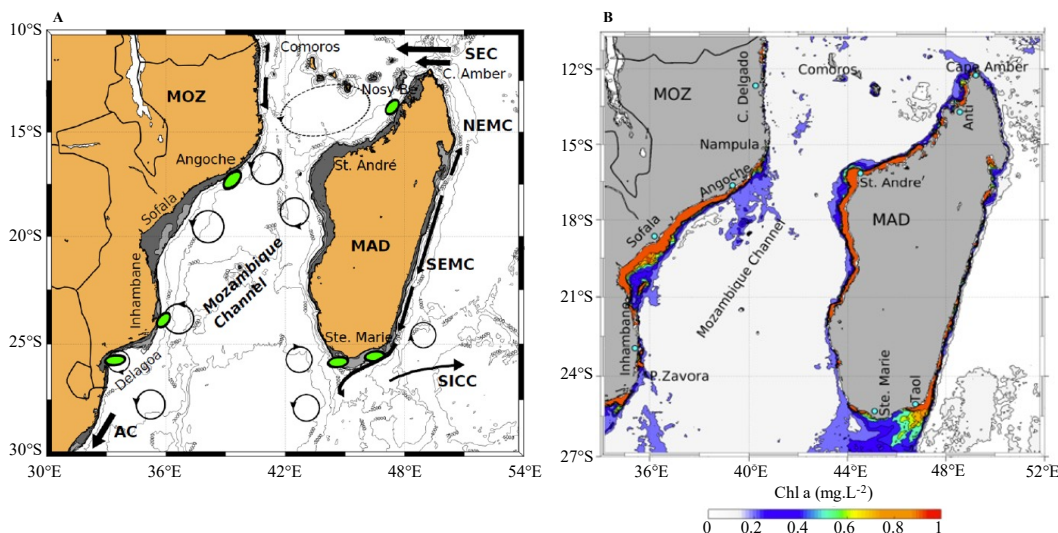 A
10°S
15°S
20°S
25°S
30°S
30°E
36°E
42°E
48°E
54°E
MOZ
Comoros
SEC
C. Amber
Nosy Be
NEMC
Angoche
St. André
Sofala
MAD
Mozambique
Channel
SEMC
Inhambane
Ste. Marie
Delagoa
SICC
AC
B
12°S
15°S
18°S
21°S
24°S
27°S
36°E
40°E
44°E
48°E
52°E
Cape Amber
Comoros
MOZ
C. Delgado
Anti
Nampula
Angoche
St. André
MAD
Sofala
Mozambique Channel
Inhambane
P.Zavora
Ste. Marie
Taol
Chl a (mg.L-2)
0 0.2 0.4 0.6 0.8 1